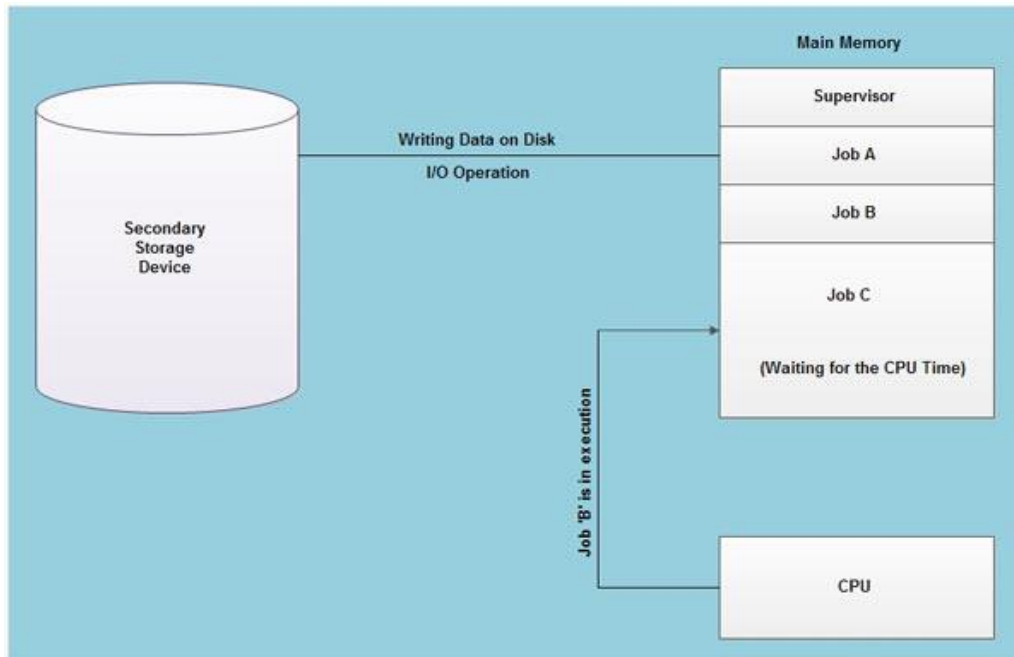 Main Memory
Supervisor
Writing Data on Disk
Job A
I/O Operation
Job B
Secondary
Storage
Device
Job C
(Waiting for the CPU Time)
Job 'B' is in execution
CPU